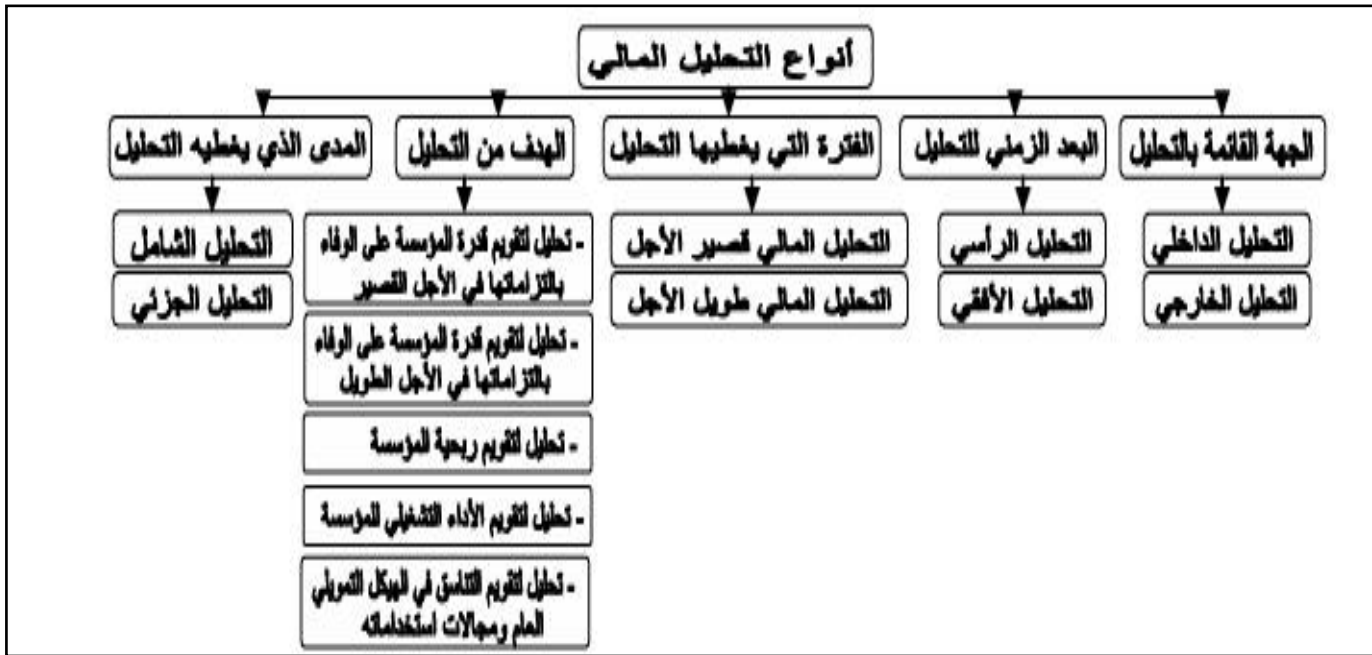 أنواع التحليل المالي
الجهة القائمة بالتحليل
البعد الزمني للتحليل
الفترة التي يغطيها التحليل
الهدف من التحليل
المدى الذي يغطيه التحليل
التحليل الداخلي
التحليل الخارجي
التحليل الرأسي
التحليل الأفقي
التحليل المالي قصير الأجل
التحليل المالي طويل الأجل
- تحليل لتقويم قدرة المؤسسة على الوفاء
بالتزاماتها في الأجل القصير
- تحليل لتقويم قدرة المؤسسة على الوفاء
بالتزاماتها في الأجل الطويل
- تحليل لتقويم ربحية المؤسسة
- تحليل لتقويم الأداء التشغيلي للمؤسسة
- تحليل لتقويم التناسق في الهيكل التمويلي
العام ومجالات استخداماته
التحليل الشامل
التحليل الجزئي